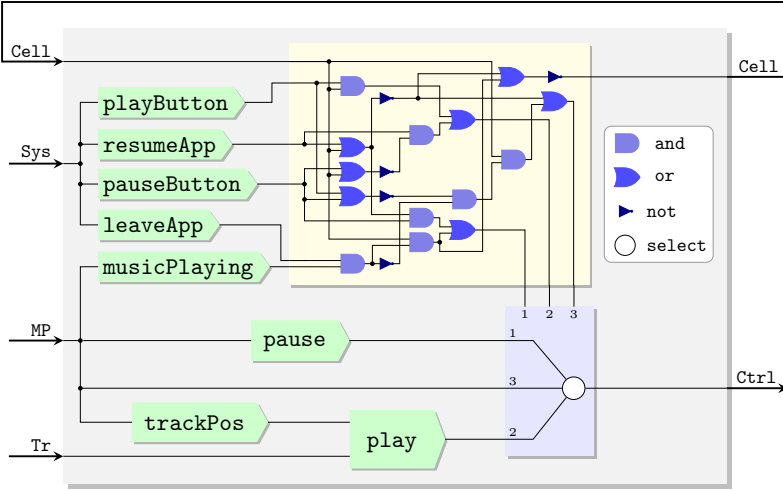 Cell
Cell
playButton
resumeApp
and
Sys
or
pauseButton
not
leaveApp
select
musicPlaying
1 2 3
MP
pause
1
3
Ctrl
trackPos
2
play
Tr